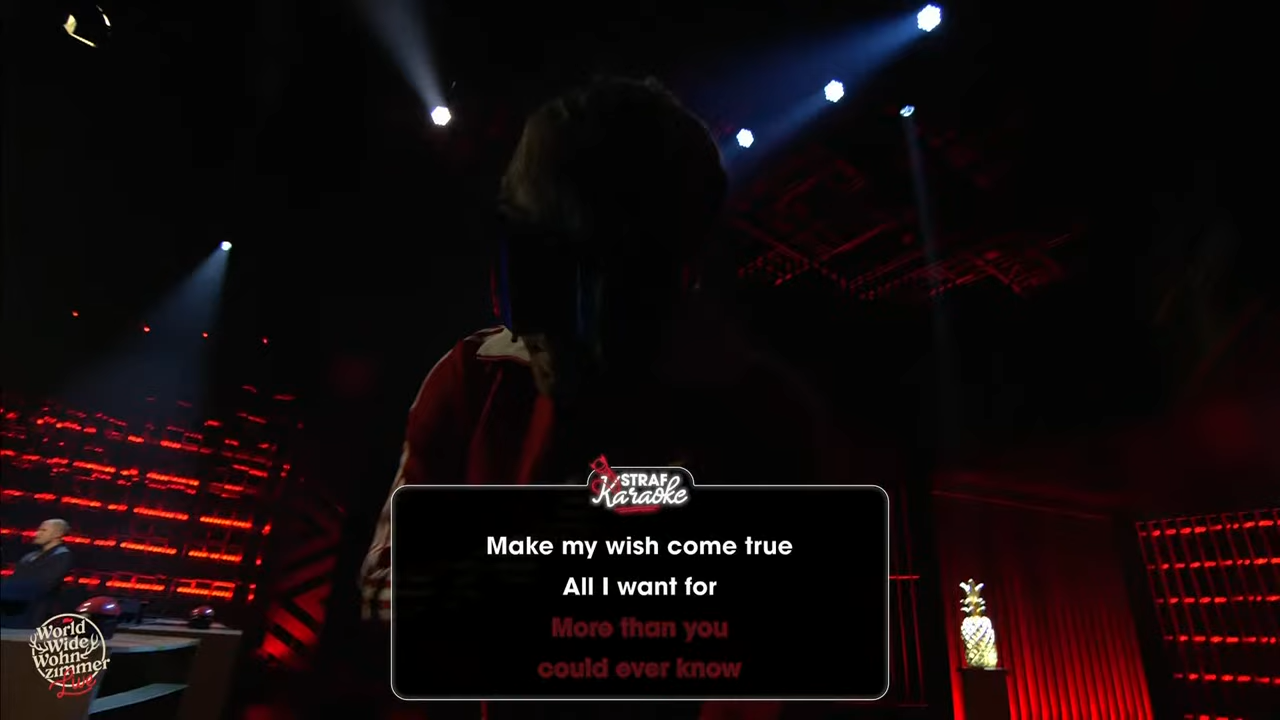 STRAF
Karaoke
Make my wish come true
All I want for
More than you
could ever know
World
Wide
Wohn-
zimmer
Live